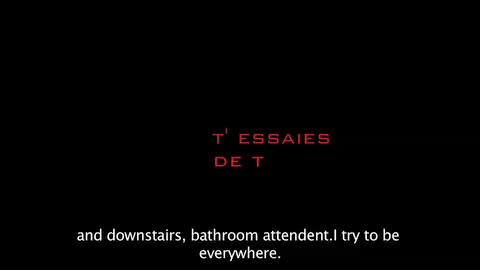 T' ESSAIES
DE T
and downstairs, bathroom attendent.I try to be
everywhere.